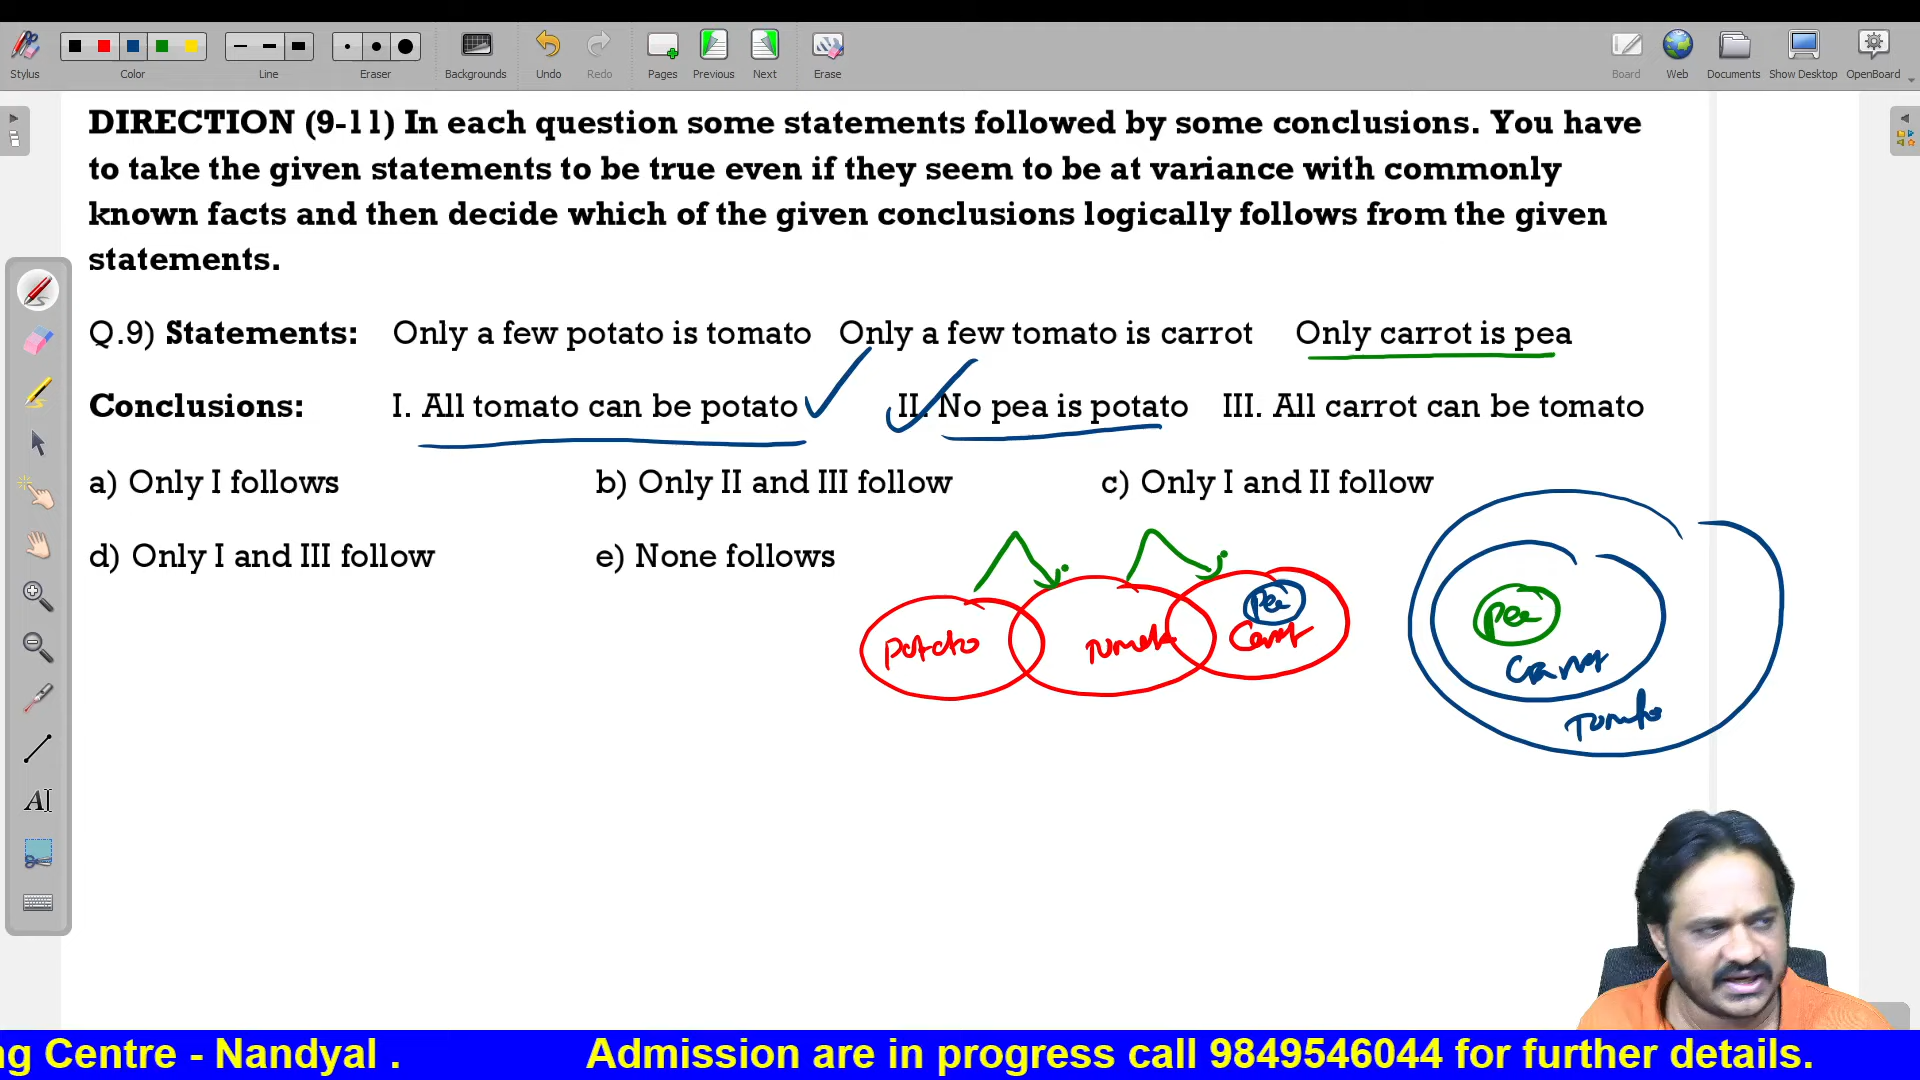 Stylus Color Line Eraser Backgrounds Undo Redo Pages Previous Next Erase Board Web Documents Show Desktop OpenBoard
DIRECTION (9-11) In each question some statements followed by some conclusions. You have
to take the given statements to be true even if they seem to be at variance with commonly
known facts and then decide which of the given conclusions logically follows from the given
statements.
Q.9) Statements: Only a few potato is tomato Only a few tomato is carrot Only carrot is pea
Conclusions: I. All tomato can be potato II. No pea is potato III. All carrot can be tomato
a) Only I follows b) Only II and III follow c) Only I and II follow
d) Only I and III follow e) None follows
Pea
Potato Tomato Carrot
Pea
Carrot
Tomato
ng Centre - Nandyal . Admission are in progress call 9849546044 for further details.